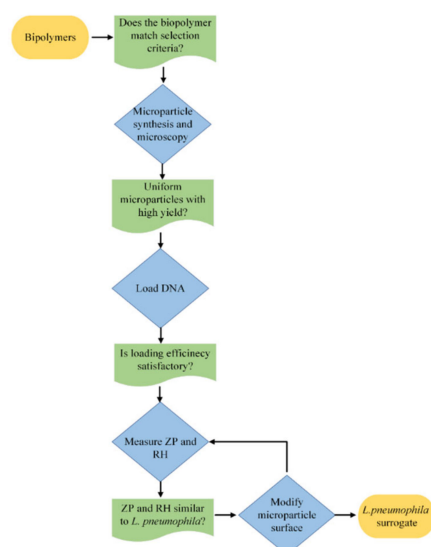 Bipolymers
Does the biopolymer
match selection
criteria?
Microparticle
synthesis and
microscopy
Uniform
microparticles with
high yield?
Load DNA
Is loading efficinecy
satisfactory?
Measure ZP and
RH
ZP and RH similar
to L. pneumophila?
Modify
microparticle
surface
L.pneumophila
surrogate